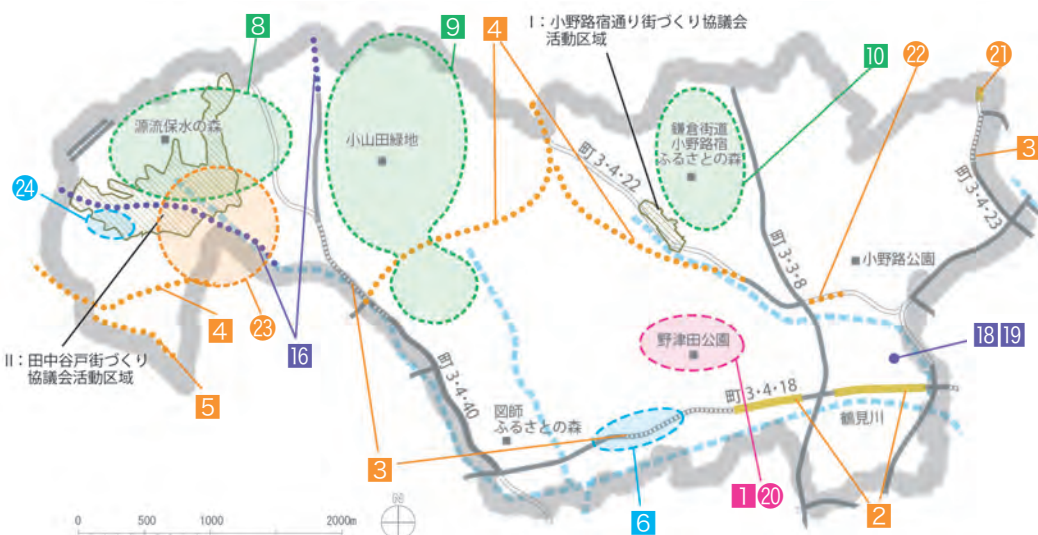 8
9
4
I：小野路宿通り街づくり協議会
活動区域
10
22
21
源流保水の森
小山田緑地
鎌倉街道
小野路宿
ふるさとの森
3
町3・4・22
町3・4・23
24
町3・3・8
小野路公園
4
23
16
野津田公園
18 19
II：田中谷戸街づくり
協議会活動区域
町3・4・40
町3・4・18
5
図師
ふるさとの森
鶴見川
3
6
1 20
2
0 500 1000 2000m